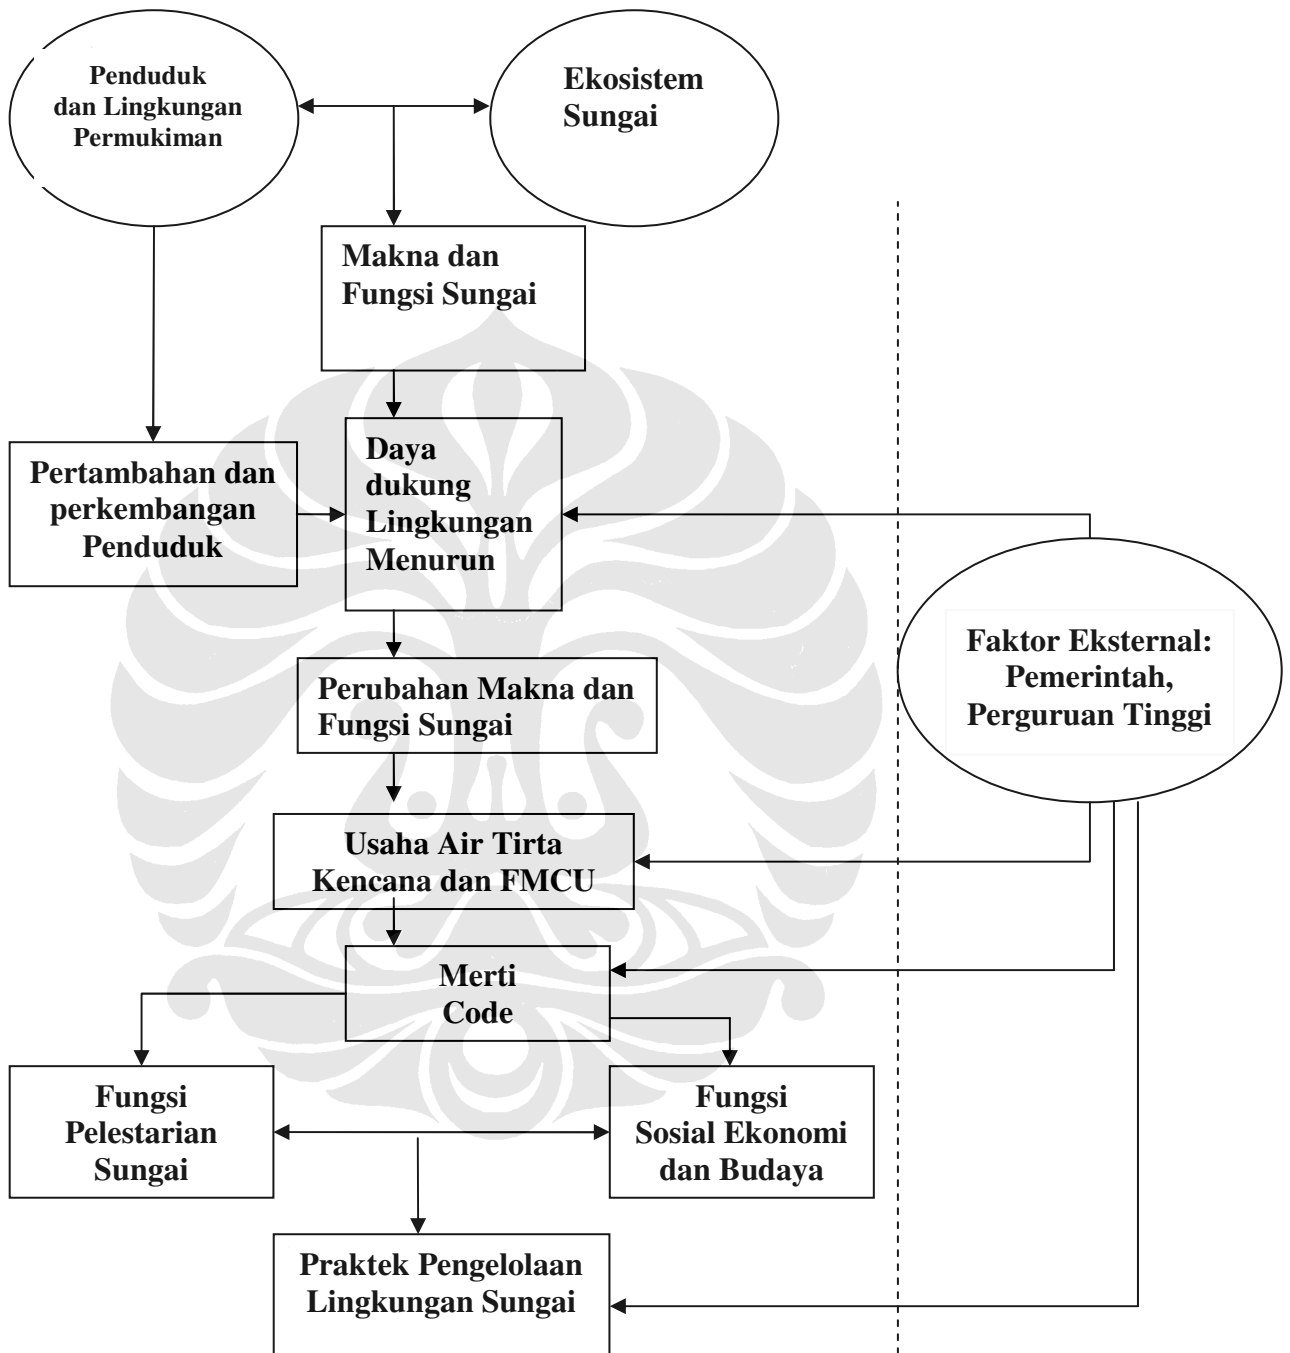 Penduduk
dan Lingkungan
Permukiman
Ekosistem
Sungai
Makna dan
Fungsi Sungai
Pertambahan dan
perkembangan
Penduduk
Daya
dukung
Lingkungan
Menurun
Faktor Eksternal:
Pemerintah,
Perguruan Tinggi
Perubahan Makna dan
Fungsi Sungai
Usaha Air Tirta
Kencana dan FMCU
Merti
Code
Fungsi
Pelestarian
Sungai
Fungsi
Sosial Ekonomi
dan Budaya
Praktek Pengelolaan
Lingkungan Sungai